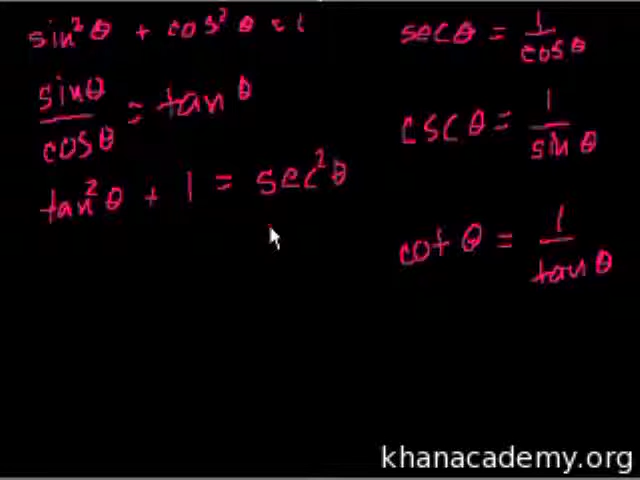 sin²θ + cos²θ = 1
sinθ/cosθ = tanθ
tan²θ + 1 = sec²θ
secθ = 1/cosθ
cscθ = 1/sinθ
cotθ = 1/tanθ
khanacademy.org